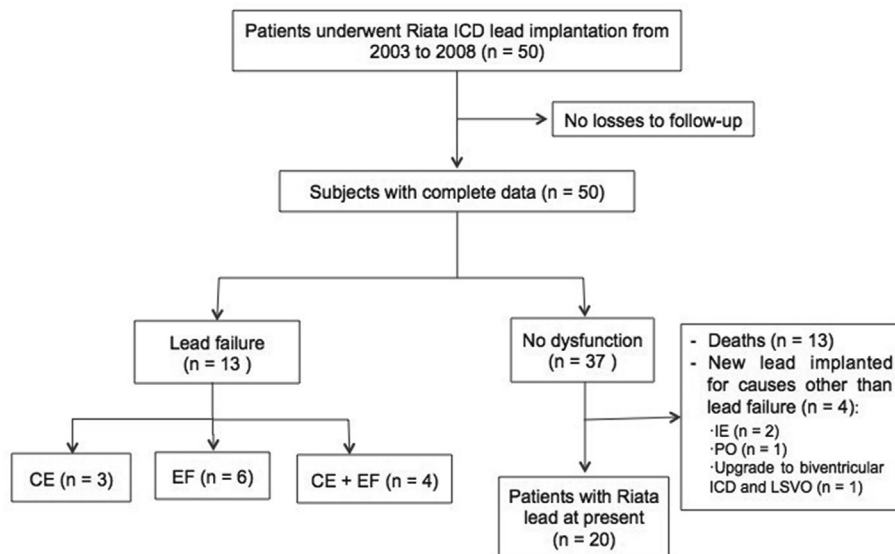 Patients underwent Riata ICD lead implantation from
2003 to 2008 (n = 50)
No losses to follow-up
Subjects with complete data (n = 50)
Lead failure
(n = 13 )
No dysfunction
(n = 37 )
- Deaths (n = 13)
- New lead implanted
for causes other than
lead failure (n = 4):
·IE (n = 2)
·PO (n = 1)
·Upgrade to biventricular
ICD and LSVO (n = 1)
CE (n = 3)
EF (n = 6)
CE + EF (n = 4)
Patients with Riata
lead at present
(n = 20)